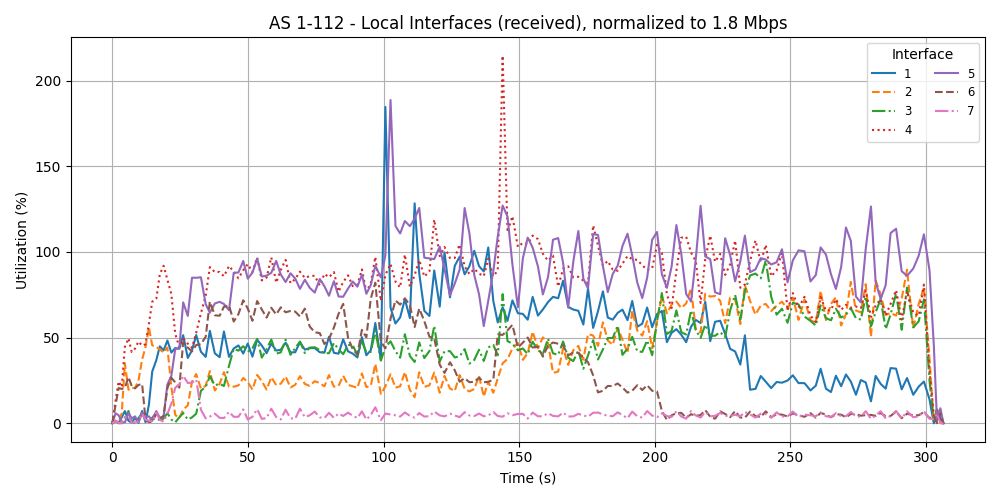 AS 1-112 - Local Interfaces (received), normalized to 1.8 Mbps
Utilization (%)
200
150
100
50
0
0 50 100 150 200 250 300
Time (s)
Interface
1 5
2 6
3 7
4